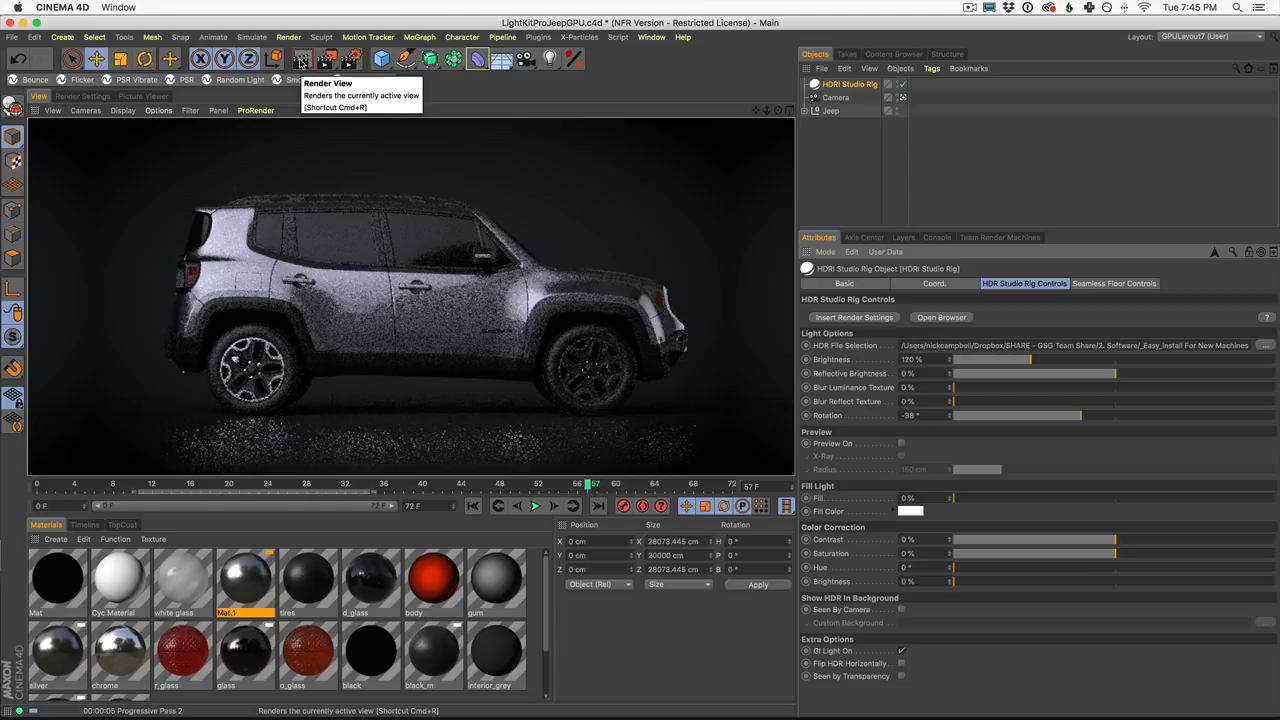 CINEMA 4D Window
Tue 7:45 PM
LightKitProJeepGPU.c4d * (NFR Version - Restricted License) - Main
File Edit Create Select Tools Mesh Snap Animate Simulate Render Sculpt Motion Tracker MoGraph Character Pipeline Plugins X-Particles Script Window Help
Layout: GPULayout7 (User)
Bounce Flicker PSR Vibrate PSR Random Light Smo
Render View
Renders the currently active view
[Shortcut Cmd+R]
View Render Settings Picture Viewer
View Cameras Display Options Filter Panel ProRender
Objects Takes Content Browser Structure
File Edit View Objects Tags Bookmarks
HDRI Studio Rig
Camera
Jeep
Attributes Axis Center Layers Console Team Render Machines
Mode Edit User Data
HDRI Studio Rig Object [HDRI Studio Rig]
Basic Coord. HDR Studio Rig Controls Seamless Floor Controls
HDR Studio Rig Controls
Insert Render Settings Open Browser ?
Light Options
HDR File Selection /Users/nickcampbell/Dropbox/SHARE - GSG Team Share/2. Software/_Easy_Install For New Machines ...
Brightness 120 %
Reflective Brightness 0 %
Blur Luminance Texture 0 %
Blur Reflect Texture 0 %
Rotation -38 °
Preview
Preview On
X-Ray
Radius 150 cm
Fill Light
Fill 0 %
Fill Color
Color Correction
Contrast 0 %
Saturation 0 %
Hue 0 °
Brightness 0 %
Show HDR In Background
Seen By Camera
Custom Background
Extra Options
GI Light On
Flip HDR Horizontally
Seen by Transparency
0 4 8 12 16 20 24 28 32 36 40 44 48 52 56 57 60 64 68 72 57 F
0 F 0 F 72 F 72 F
Materials Timeline TopCoat
Create Edit Function Texture
Mat Cyc Material white glass Mat.1 tires d_glass body gum
silver chrome r_glass glass o_glass black black_m interior_grey
Position Size Rotation
X 0 cm X 28073.445 cm H 0 °
Y 0 cm Y 20000 cm P 0 °
Z 0 cm Z 28073.445 cm B 0 °
Object (Rel) Size Apply
MAXON CINEMA 4D
00:00:05 Progressive Pass 2 Renders the currently active view [Shortcut Cmd+R]